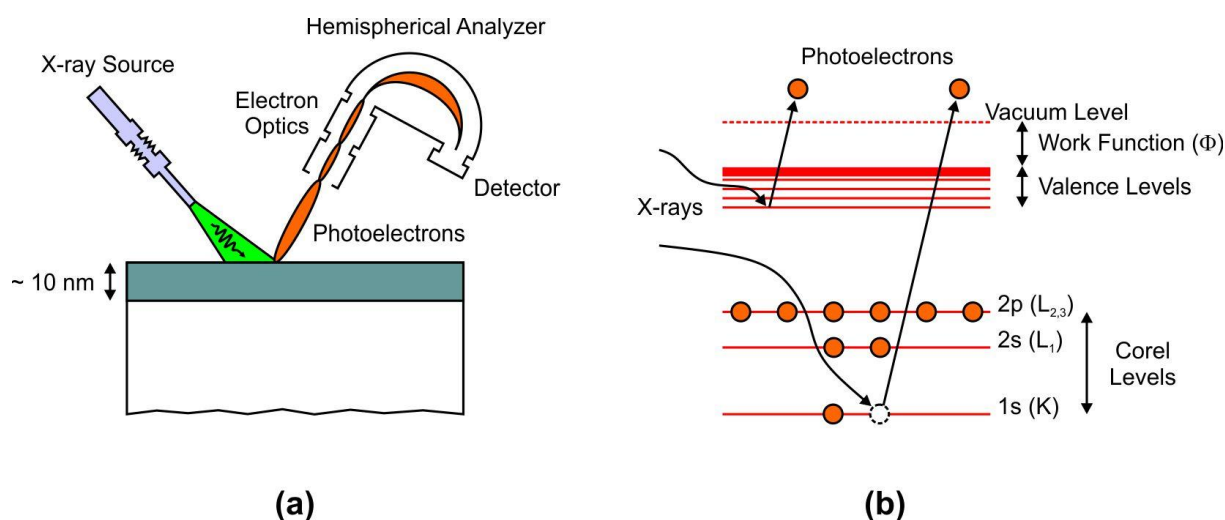 Hemispherical Analyzer
X-ray Source
Electron
Optics
Detector
Photoelectrons
~ 10 nm
(a)
Photoelectrons
Vacuum Level
Work Function (Φ)
Valence Levels
X-rays
2p (L2,3)
2s (L1)
Corel
Levels
1s (K)
(b)